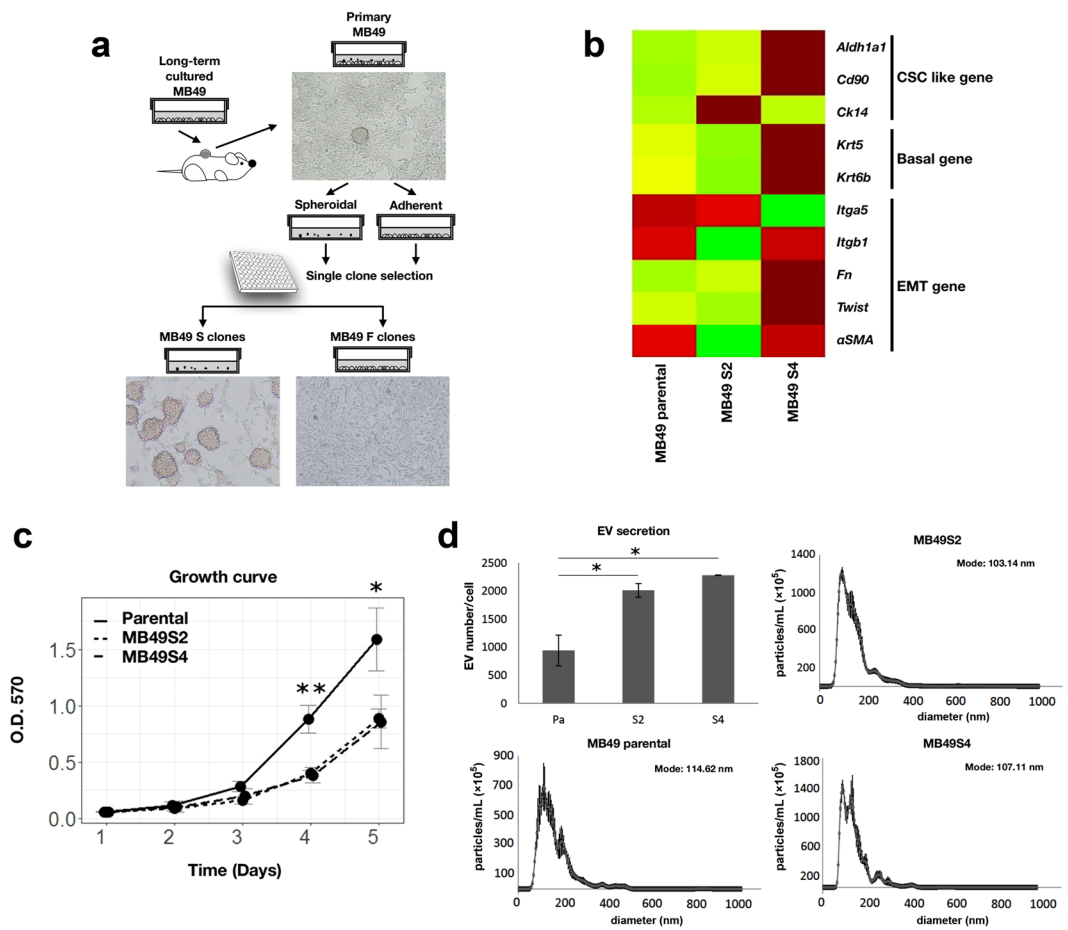 a
Long-term
cultured
MB49
Primary
MB49
Spheroidal
Adherent
Single clone selection
MB49 S clones
MB49 F clones
b
Aldh1a1
Cd90
Ck14
Krt5
Krt6b
Itga5
Itgb1
Fn
Twist
αSMA
CSC like gene
Basal gene
EMT gene
MB49 parental
MB49 S2
MB49 S4
c
Growth curve
Parental
MB49S2
MB49S4
*
**
O.D. 570
1.5
1.0
0.5
0.0
1 2 3 4 5
Time (Days)
d
EV secretion
*
*
EV number/cell
2500
2000
1500
1000
500
0
Pa S2 S4
MB49S2
Mode: 103.14 nm
particles/mL (×10⁵)
1400
1000
600
200
0 200 400 600 800 1000
diameter (nm)
MB49 parental
Mode: 114.62 nm
particles/mL (×10⁵)
900
700
500
300
100
0 200 400 600 800 1000
diameter (nm)
MB49S4
Mode: 107.11 nm
particles/mL (×10⁵)
1800
1400
1000
600
200
0 200 400 600 800 1000
diameter (nm)